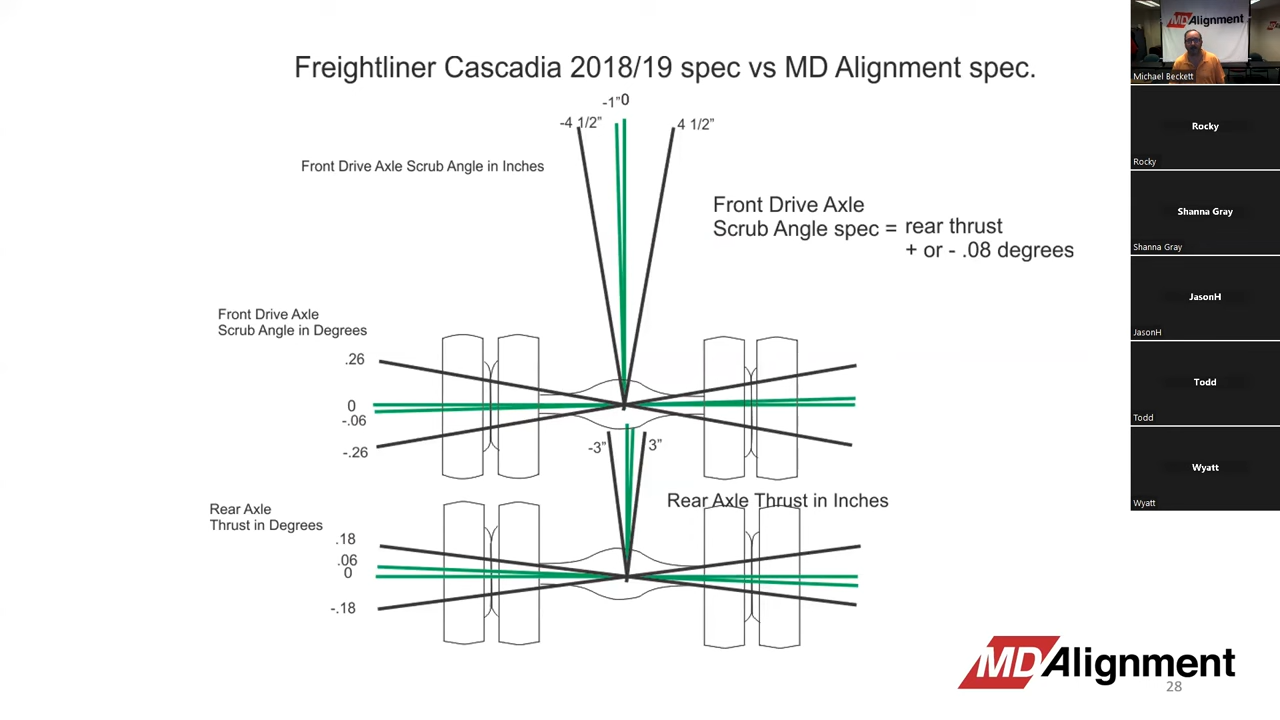 Freightliner Cascadia 2018/19 spec vs MD Alignment spec.
-1"0
-4 1/2"
4 1/2"
Front Drive Axle Scrub Angle in Inches
Front Drive Axle
Scrub Angle spec = rear thrust
+ or - .08 degrees
Front Drive Axle
Scrub Angle in Degrees
.26
0
-.06
-.26
-3"
3"
Rear Axle Thrust in Inches
Rear Axle
Thrust in Degrees
.18
.06
0
-.18
MDAlignment
28
MDAlignment
Michael Beckett
Rocky
Rocky
Shanna Gray
Shanna Gray
JasonH
JasonH
Todd
Todd
Wyatt
Wyatt